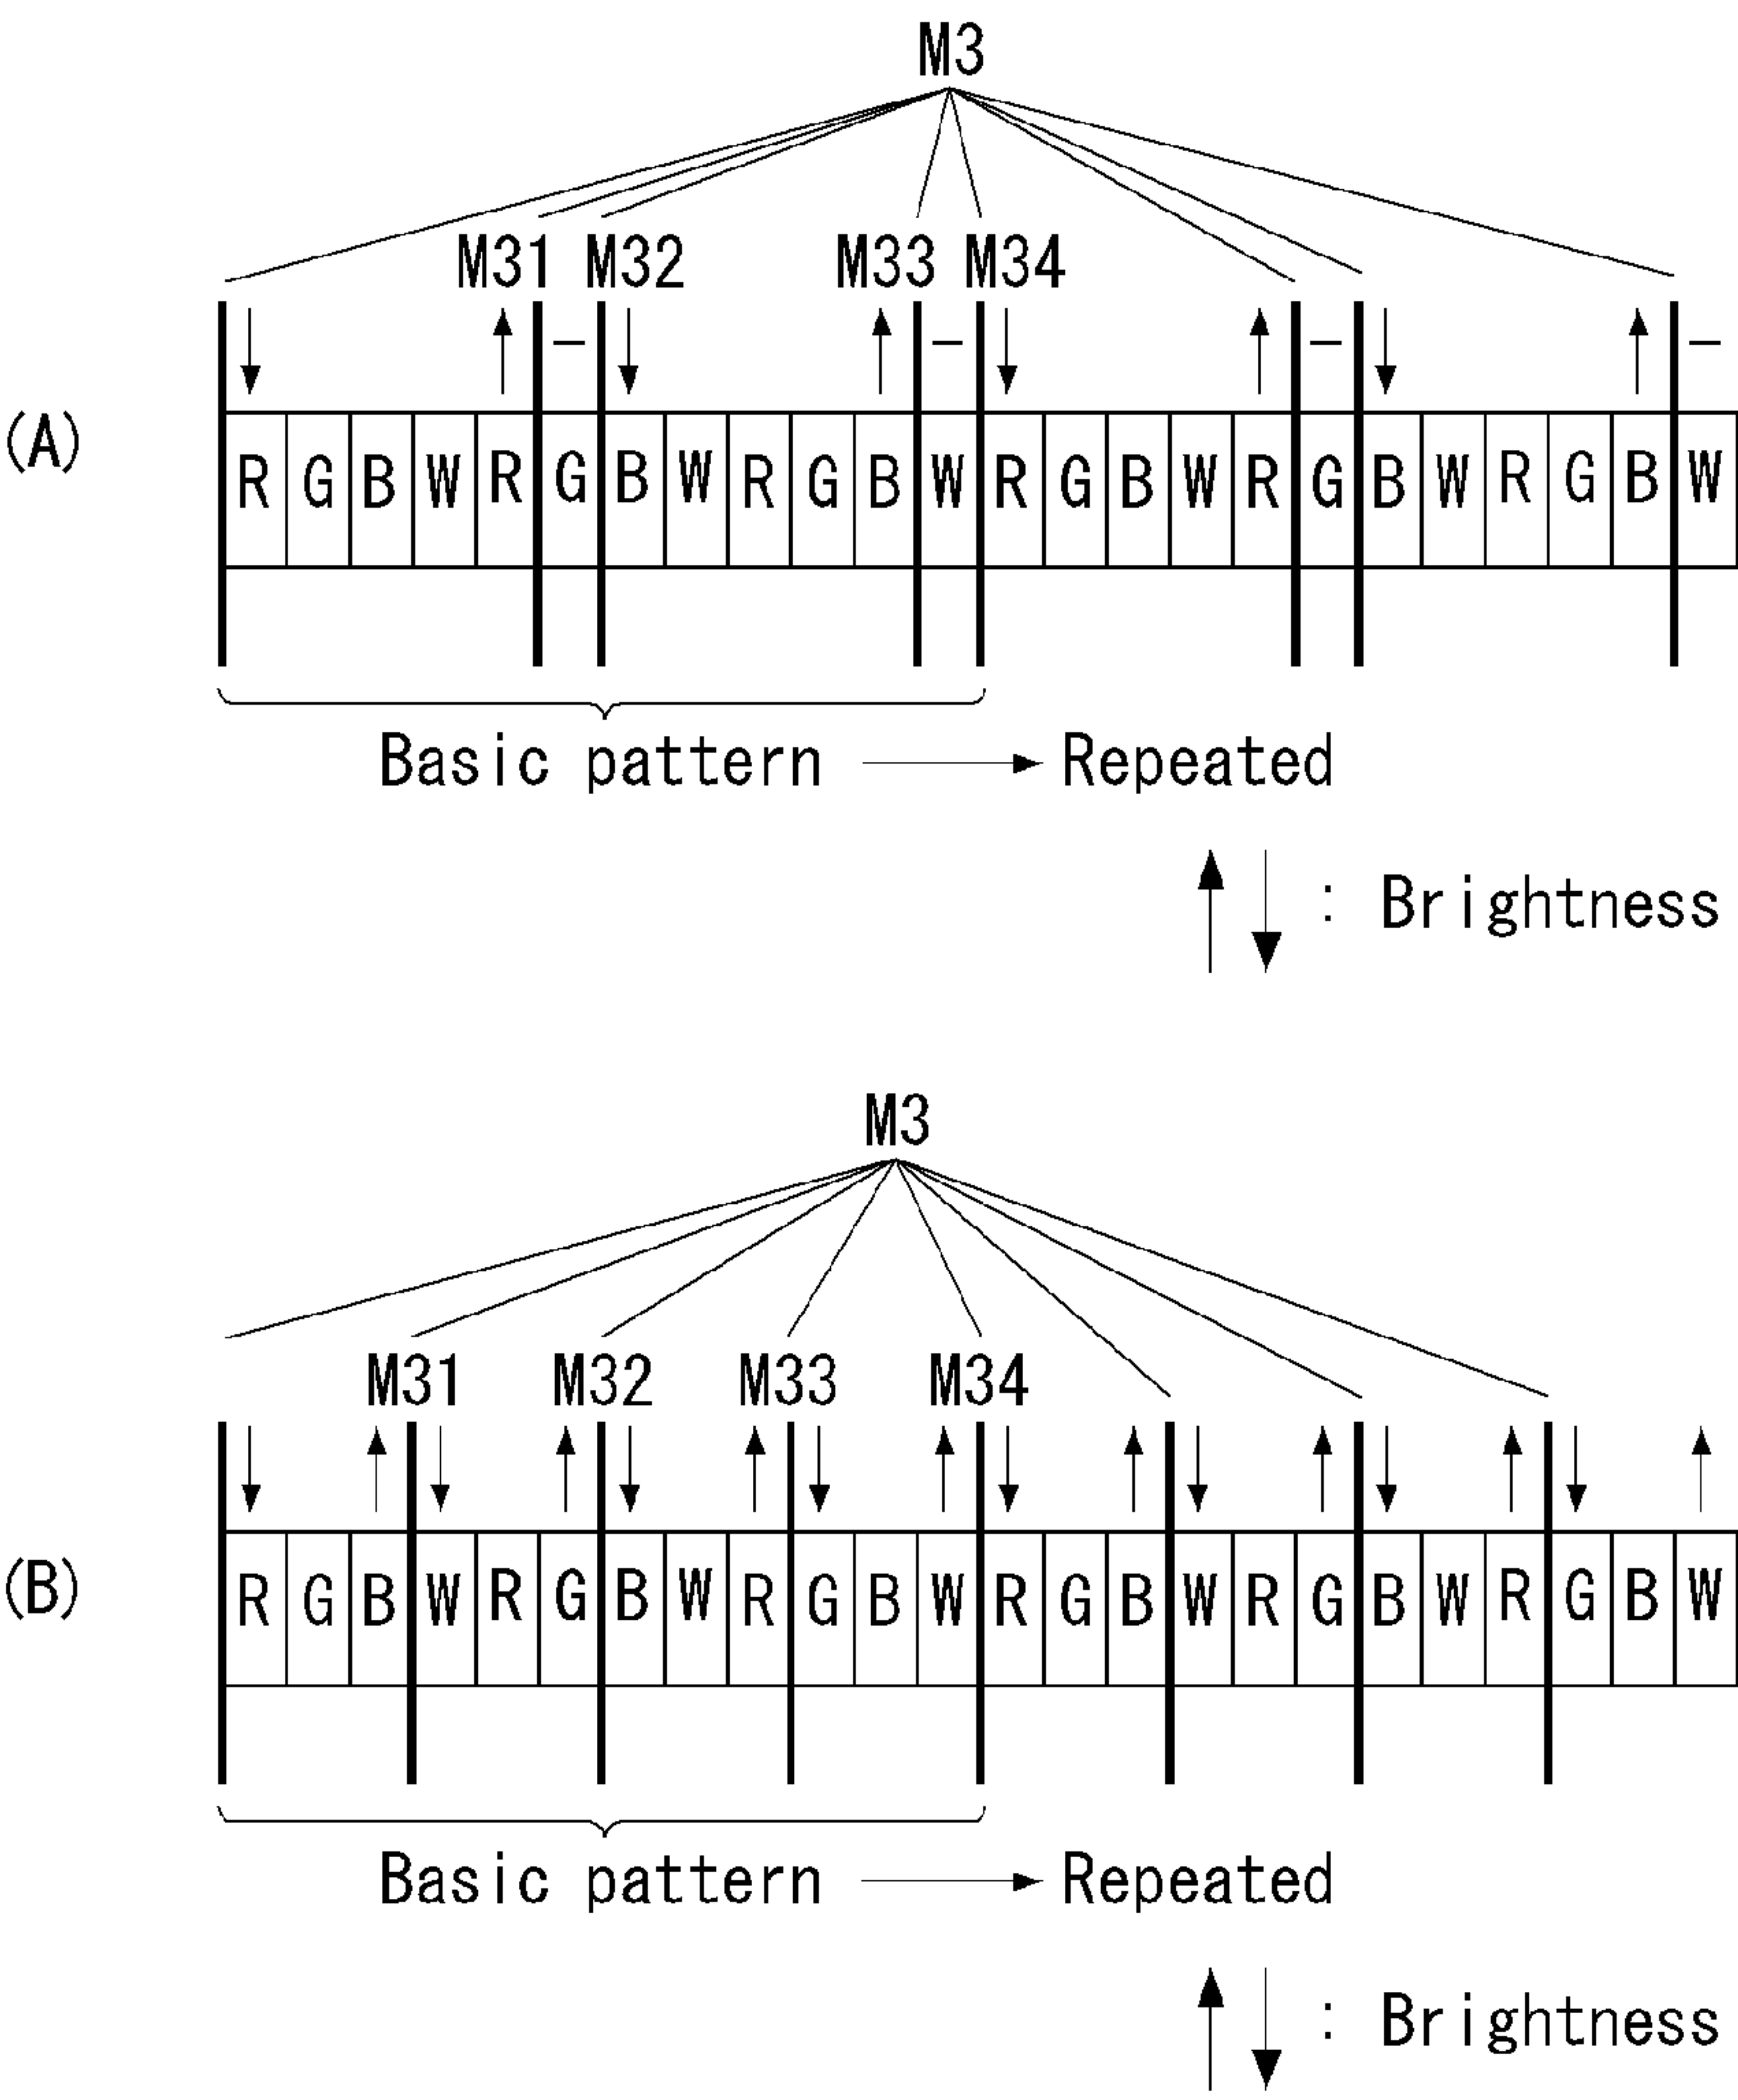 M3
M31 M32 M33 M34
– – – –
(A)
R G B W R G B W R G B W R G B W R G B W R G B W
Basic pattern → Repeated
↑ ↓ : Brightness
M3
M31 M32 M33 M34
(B)
R G B W R G B W R G B W R G B W R G B W R G B W
Basic pattern → Repeated
↑ ↓ : Brightness